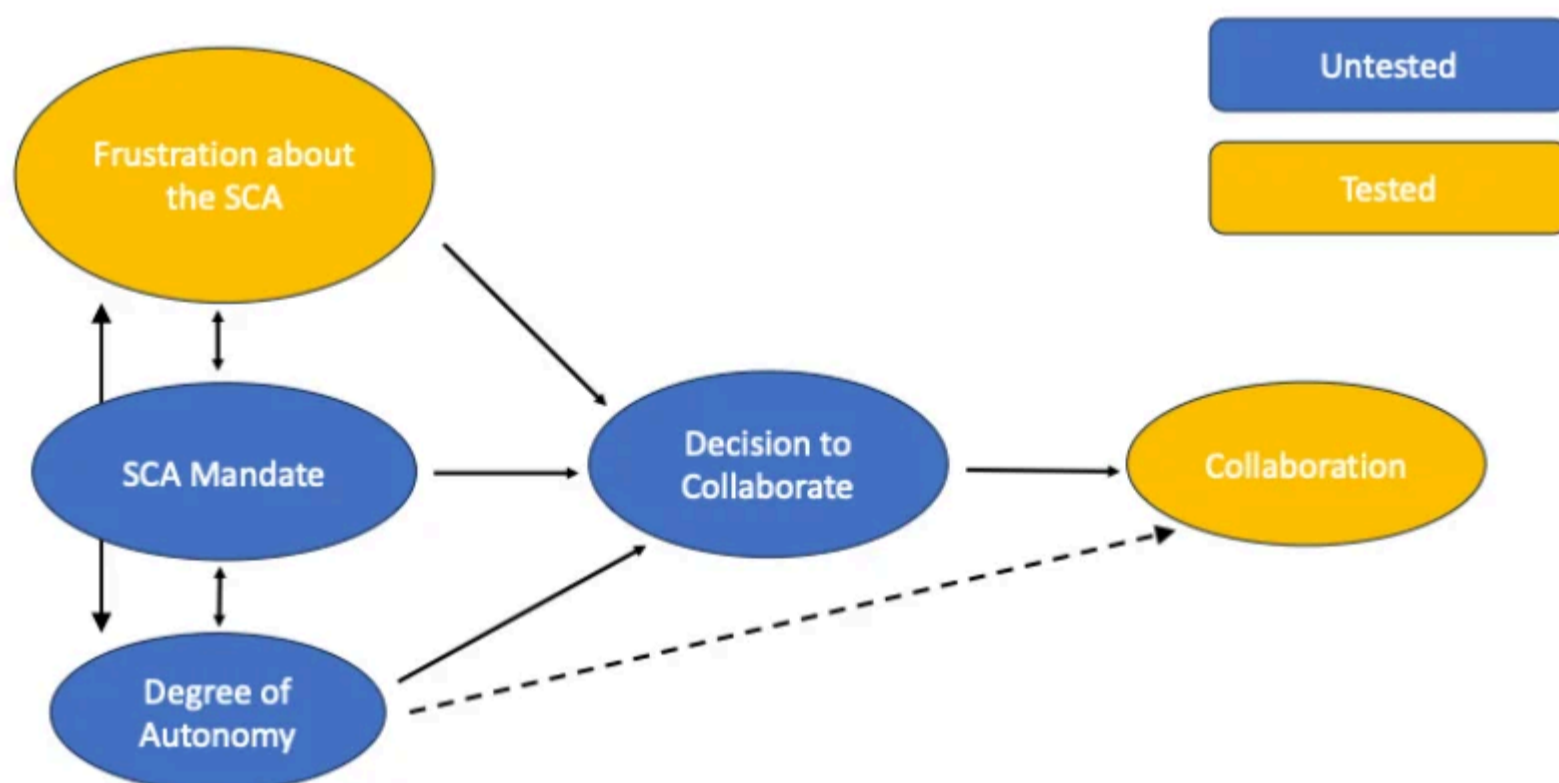 Untested
Tested
Frustration about
the SCA
SCA Mandate
Degree of
Autonomy
Decision to
Collaborate
Collaboration